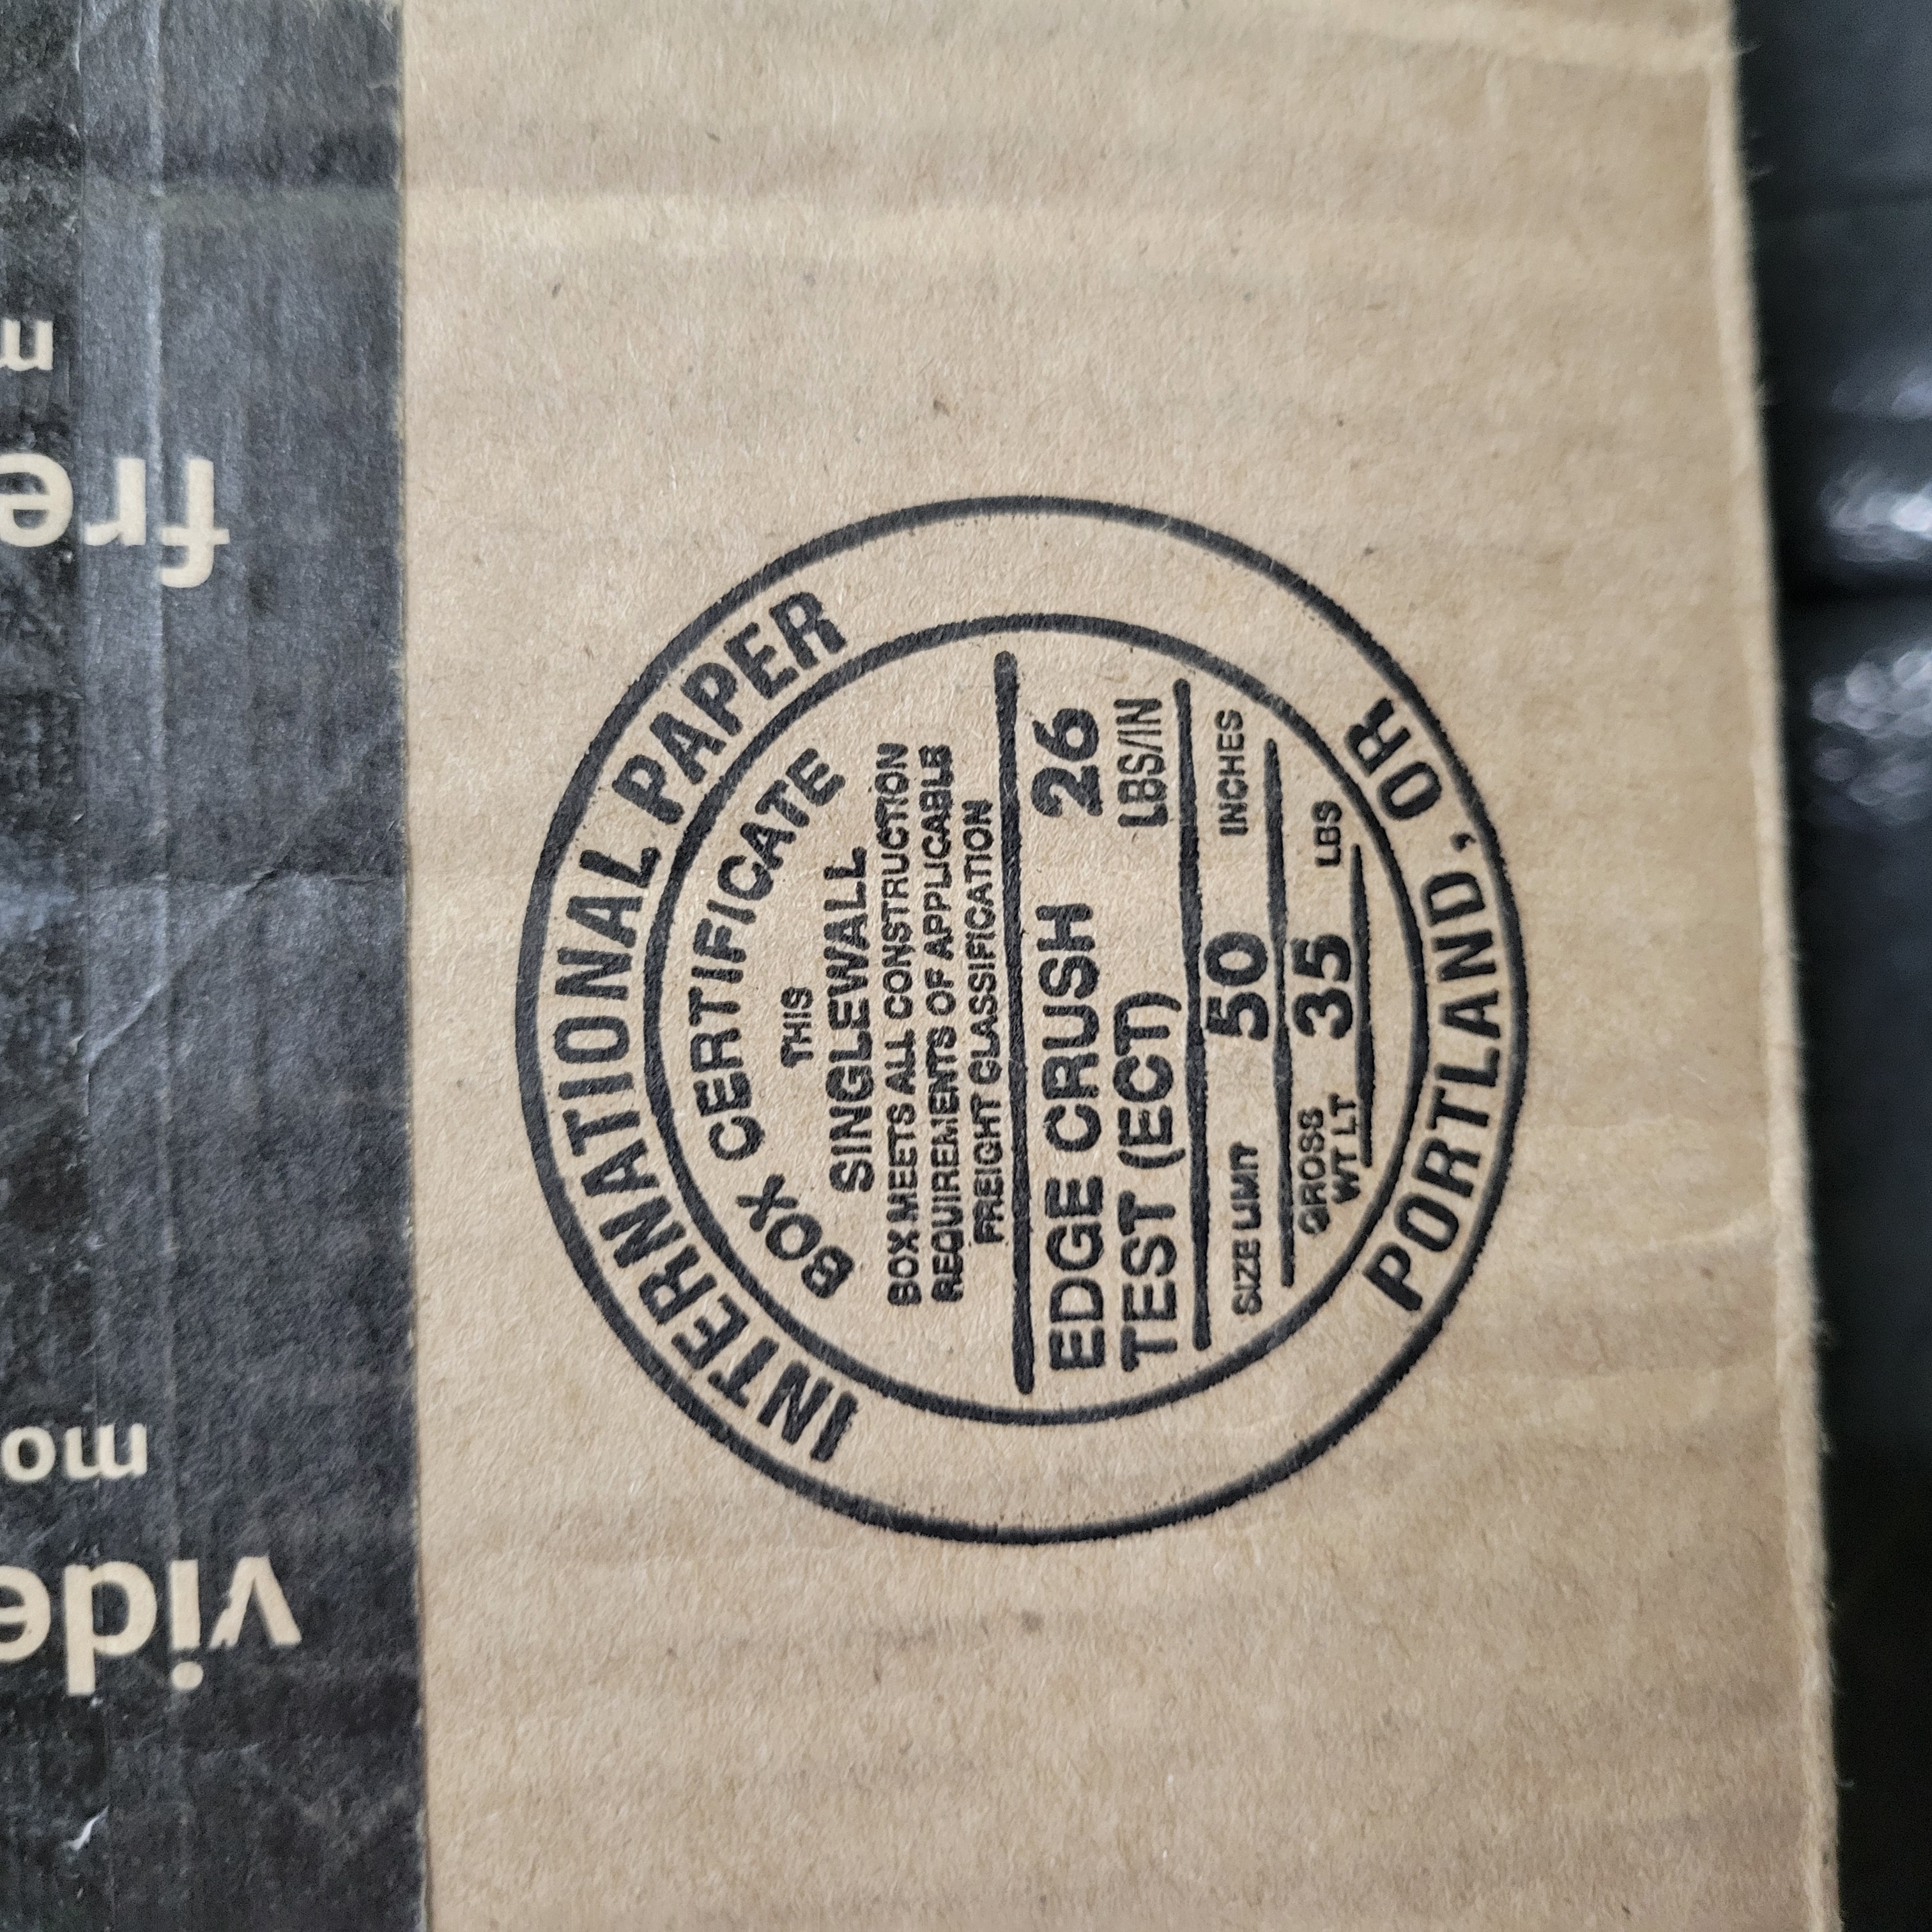 INTERNATIONAL PAPER
BOX CERTIFICATE
THIS
SINGLEWALL
BOX MEETS ALL CONSTRUCTION
REQUIREMENTS OF APPLICABLE
FREIGHT CLASSIFICATION
EDGE CRUSH 26
TEST (ECT) LBS/IN
SIZE LIMIT 50 INCHES
GROSS
WT LT 35 LBS
PORTLAND, OR
m
fre
mo
vide